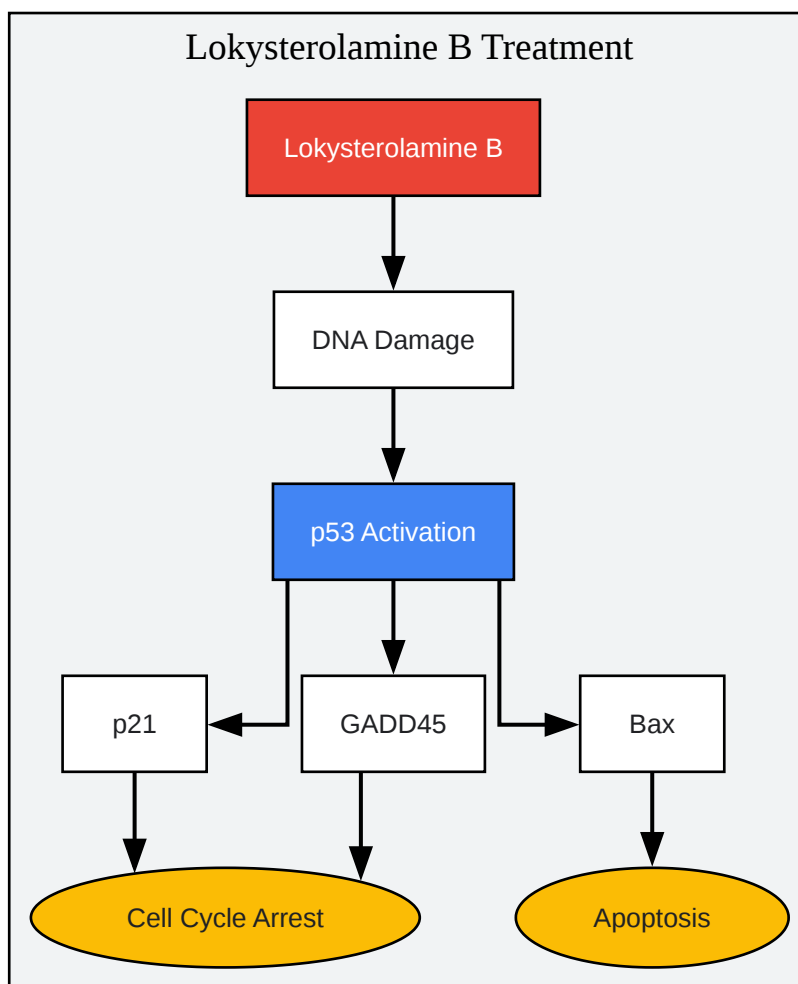 Lokysterolamine B Treatment
Lokysterolamine B
DNA Damage
p53 Activation
p21
GADD45
Bax
Cell Cycle Arrest
Apoptosis